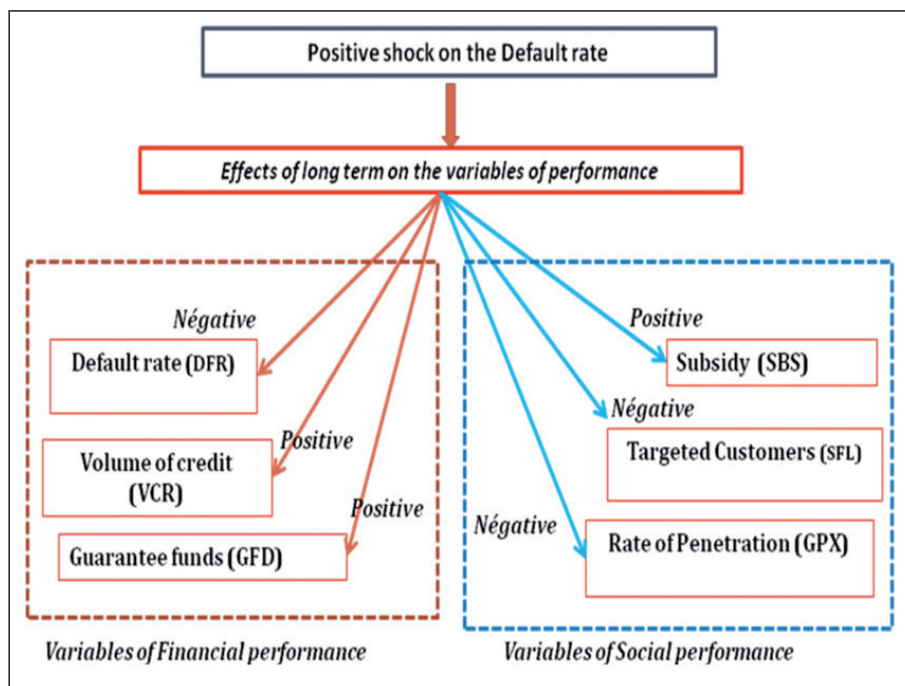 Positive shock on the Default rate
Effects of long term on the variables of performance
Négative
Default rate (DFR)
Positive
Volume of credit
(VCR)
Positive
Guarantee funds (GFD)
Variables of Financial performance
Positive
Subsidy (SBS)
Négative
Targeted Customers (SFL)
Négative
Rate of Penetration (GPX)
Variables of Social performance